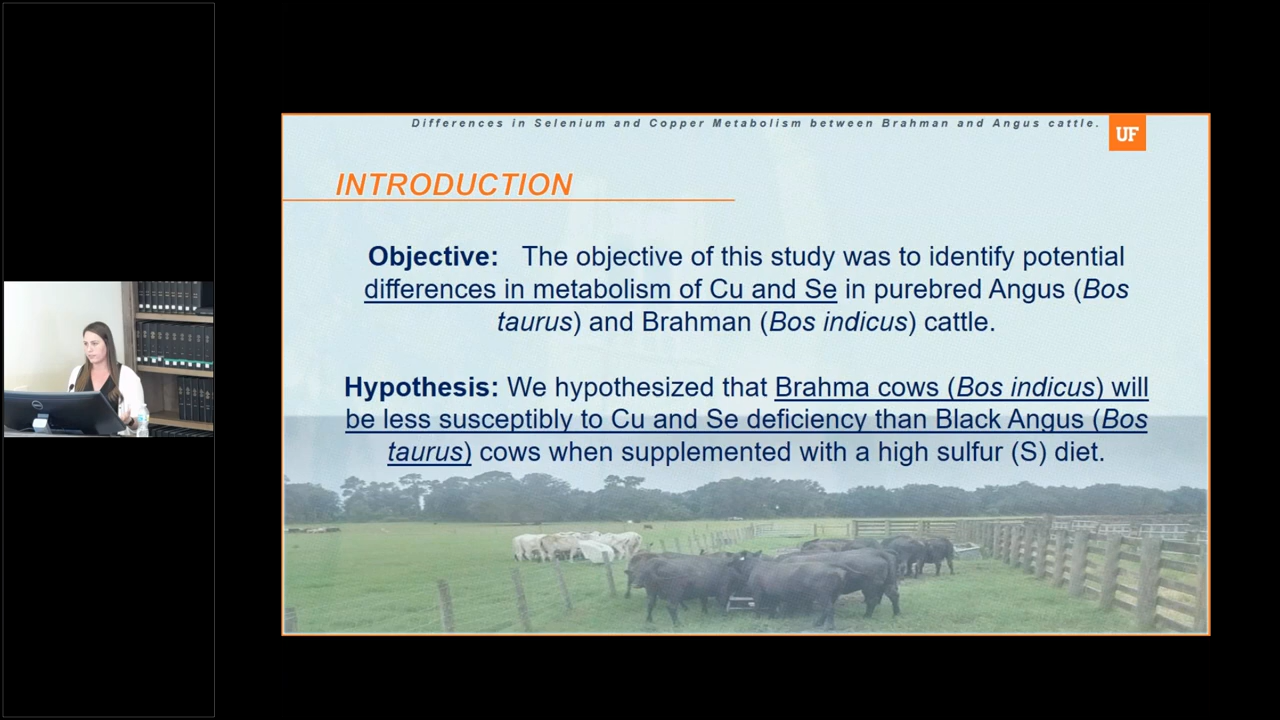 Differences in Selenium and Copper Metabolism between Brahman and Angus cattle.
UF
INTRODUCTION
Objective: The objective of this study was to identify potential
differences in metabolism of Cu and Se in purebred Angus (Bos
taurus) and Brahman (Bos indicus) cattle.
Hypothesis: We hypothesized that Brahma cows (Bos indicus) will
be less susceptibly to Cu and Se deficiency than Black Angus (Bos
taurus) cows when supplemented with a high sulfur (S) diet.